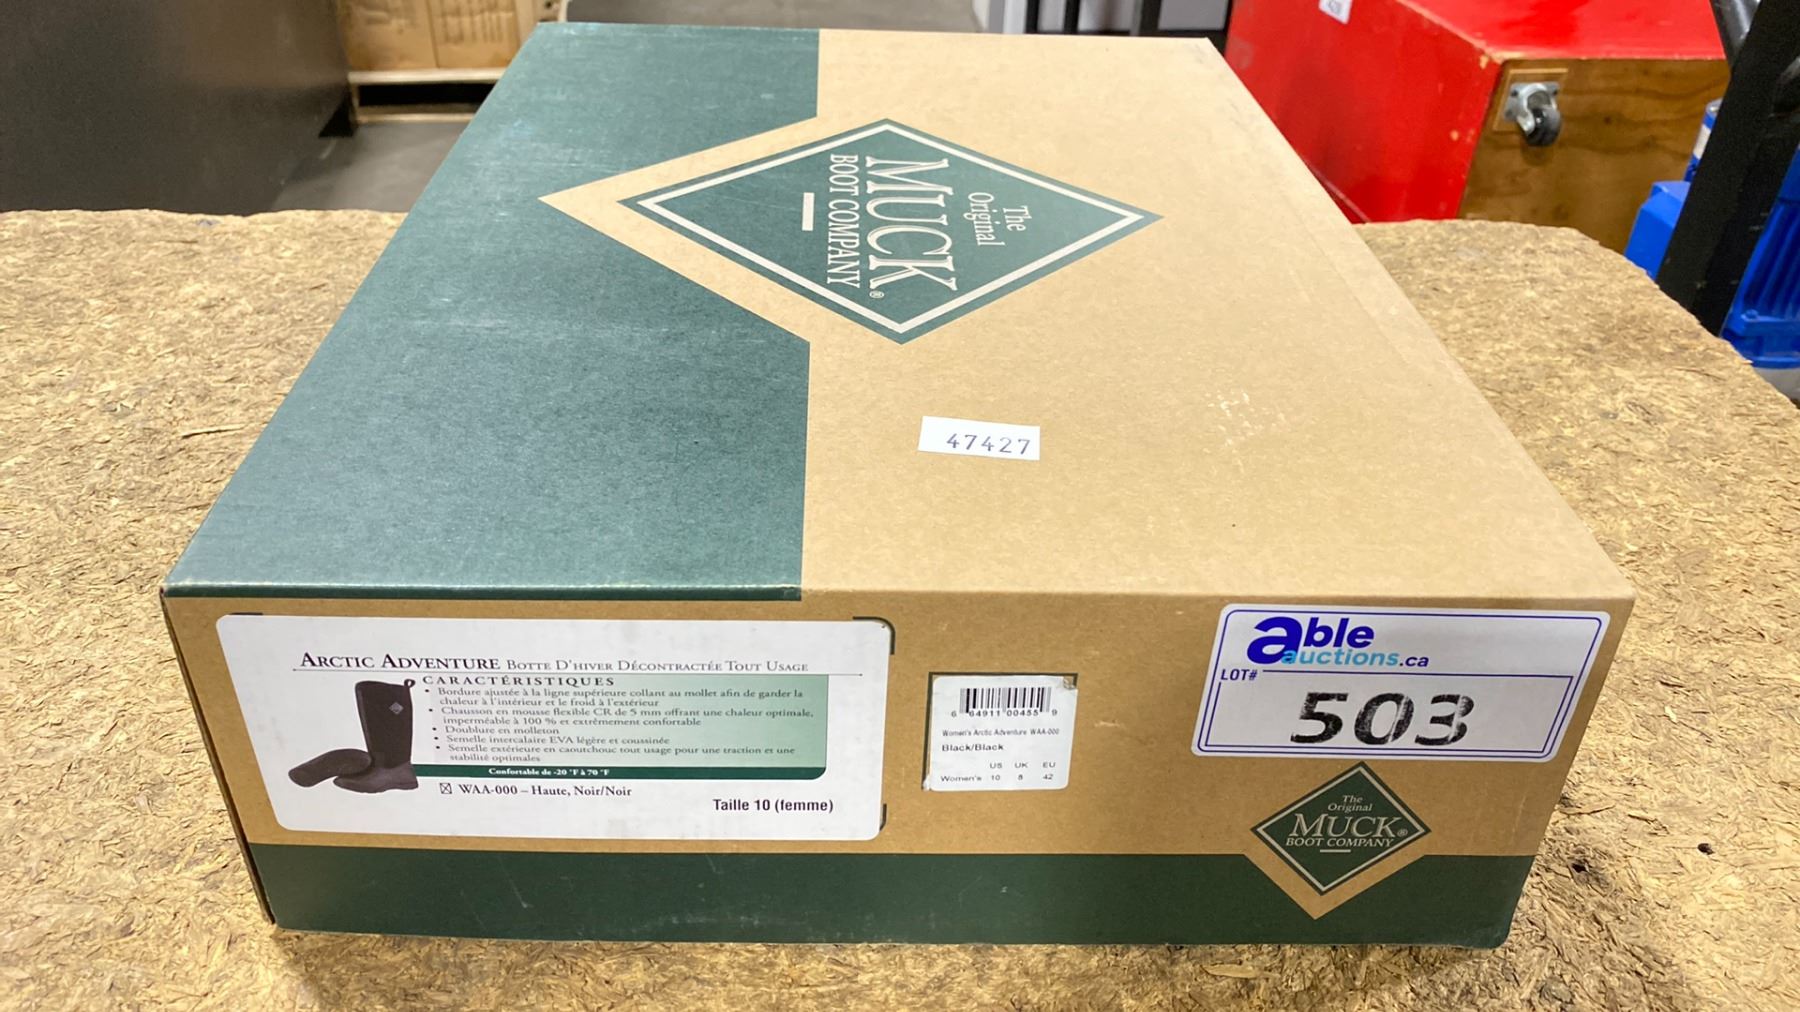 The
Original
MUCK®
BOOT COMPANY
47427
ARCTIC ADVENTURE BOTTE D'HIVER DÉCONTRACTÉE TOUT USAGE
CARACTÉRISTIQUES
• Bordure ajustée à la ligne supérieure collant au mollet afin de garder la
chaleur à l'intérieur et le froid à l'extérieur
• Chausson en mousse flexible CR de 5 mm offrant une chaleur optimale,
imperméable à 100 % et extrêmement confortable
• Doublure en molleton
• Semelle intercalaire EVA légère et coussinée
• Semelle extérieure en caoutchouc tout usage pour une traction et une
stabilité optimales
Confortable de -20 °F à 70 °F
☒ WAA-000 – Haute, Noir/Noir
Taille 10 (femme)
6 64911 00455 9
Women's Arctic Adventure WAA-000
Black/Black
US UK EU
Women's 10 8 42
able
auctions.ca
LOT#
503
The
Original
MUCK®
BOOT COMPANY